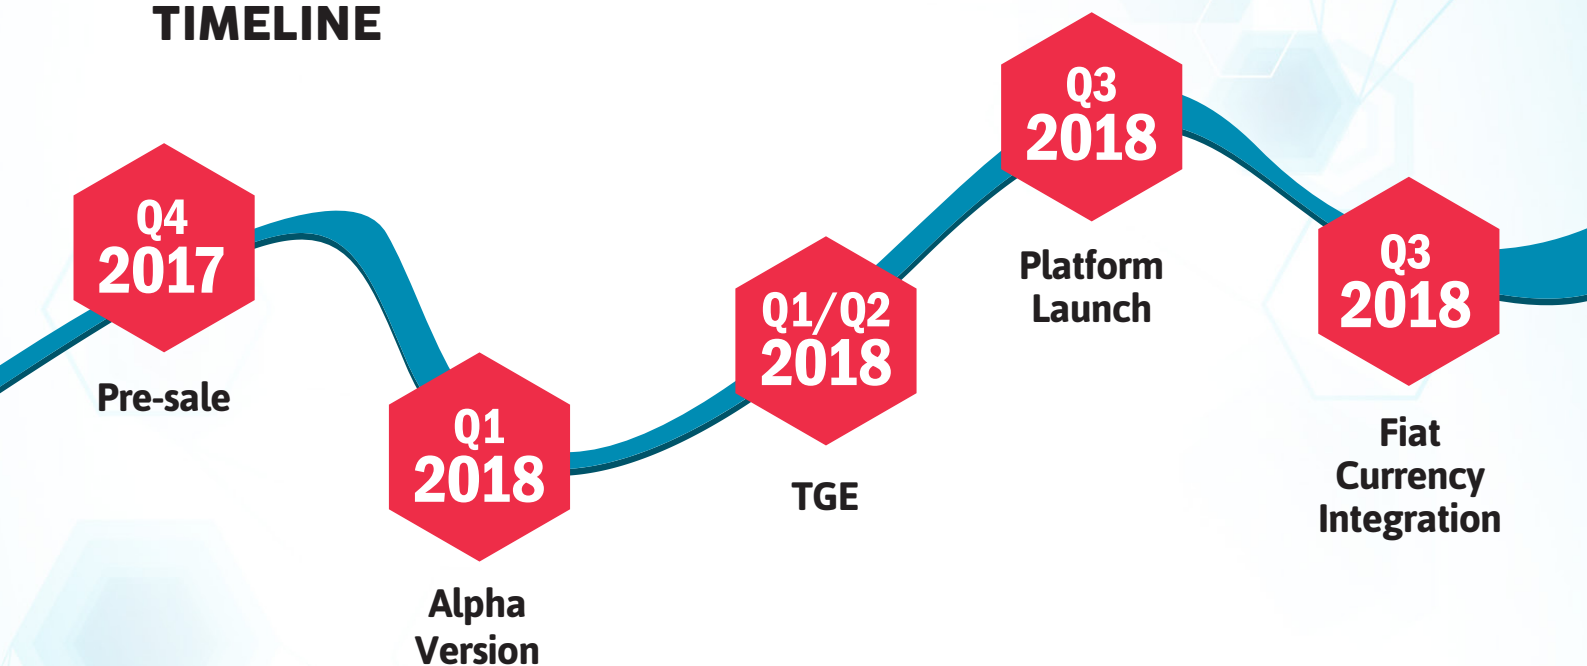 TIMELINE
Q4
2017
Pre-sale
Q1
2018
Alpha
Version
Q1/Q2
2018
TGE
Q3
2018
Platform
Launch
Q3
2018
Fiat
Currency
Integration